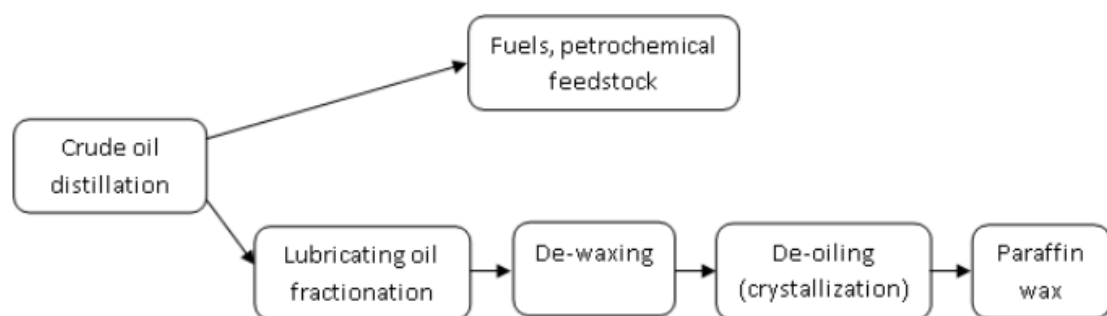 Fuels, petrochemical
feedstock
Crude oil
distillation
Lubricating oil
fractionation
De-waxing
De-oiling
(crystallization)
Paraffin
wax